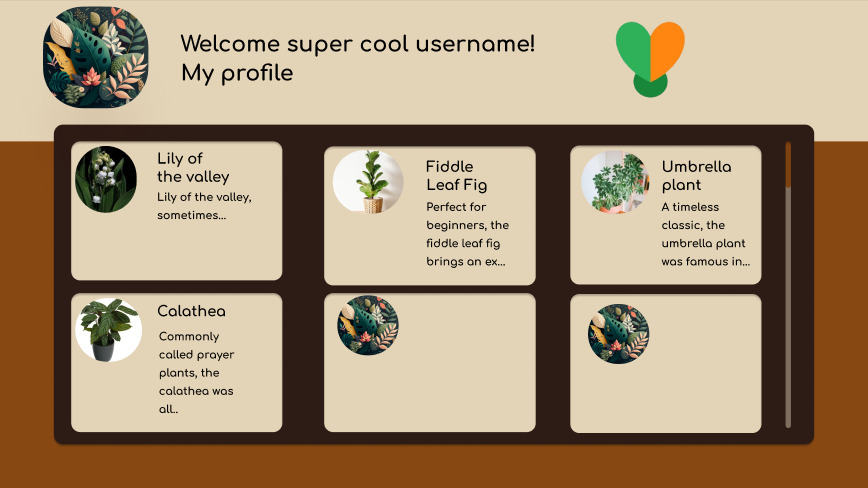 Welcome super cool username!
My profile
Lily of
the valley
Lily of the valley,
sometimes...
Fiddle
Leaf Fig
Perfect for
beginners, the
fiddle leaf fig
brings an ex...
Umbrella
plant
A timeless
classic, the
umbrella plant
was famous in...
Calathea
Commonly
called prayer
plants, the
calathea was
all..